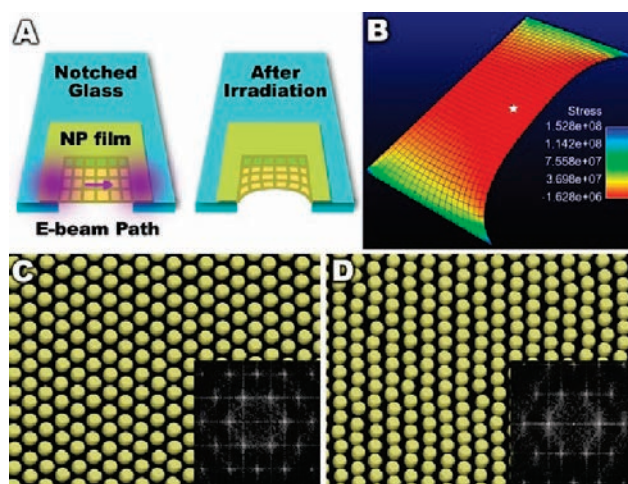 A
Notched
Glass
After
Irradiation
NP film
E-beam Path
B
Stress
1.528e+08
1.142e+08
7.558e+07
3.698e+07
-1.628e+06
C
D